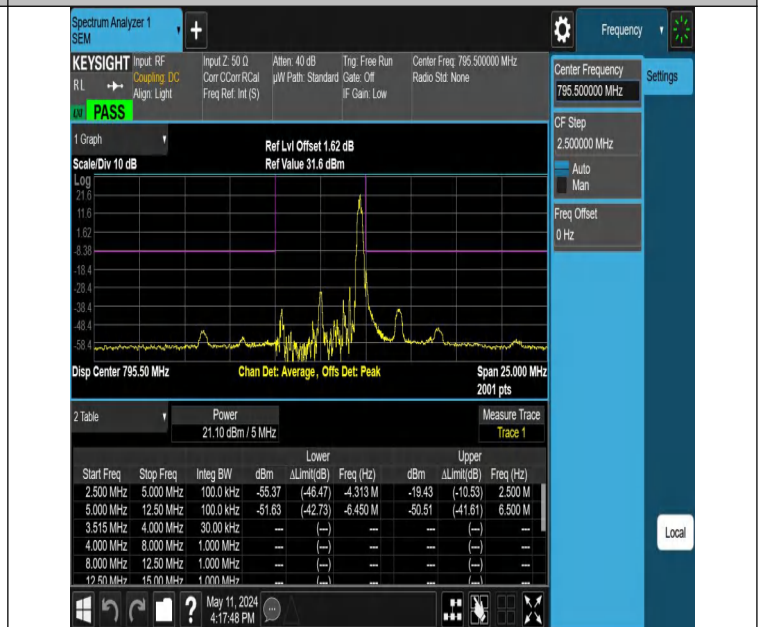 Spectrum Analyzer 1
SEM
Frequency
KEYSIGHT
RL
PASS
Input: RF
Coupling: DC
Align: Light
Input Z: 50 Ω
Corr CCorr RCal
Freq Ref: Int (S)
Atten: 40 dB
µW Path: Standard
Trig: Free Run
Gate: Off
IF Gain: Low
Center Freq: 795.500000 MHz
Radio Std: None
Center Frequency
795.500000 MHz
Settings
CF Step
2.500000 MHz
Auto
Man
Freq Offset
0 Hz
Local
1 Graph
Scale/Div 10 dB
Ref Lvl Offset 1.62 dB
Ref Value 31.6 dBm
Log
21.6
11.6
1.62
-8.38
-18.4
-28.4
-38.4
-48.4
-58.4
Disp Center 795.50 MHz
Chan Det: Average, Offs Det: Peak
Span 25.000 MHz
2001 pts
2 Table
Power
21.10 dBm / 5 MHz
Measure Trace
Trace 1
Lower Upper
Start Freq Stop Freq Integ BW dBm ΔLimit(dB) Freq (Hz) dBm ΔLimit(dB) Freq (Hz)
2.500 MHz 5.000 MHz 100.0 kHz -55.37 (-46.47) -4.313 M -19.43 (-10.53) 2.500 M
5.000 MHz 12.50 MHz 100.0 kHz -51.63 (-42.73) -6.450 M -50.51 (-41.61) 6.500 M
3.515 MHz 4.000 MHz 30.00 kHz --- (---) --- --- (---) ---
4.000 MHz 8.000 MHz 1.000 MHz --- (---) --- --- (---) ---
8.000 MHz 12.50 MHz 1.000 MHz --- (---) --- --- (---) ---
12.50 MHz 15.00 MHz 1.000 MHz --- (---) --- --- (---) ---
May 11, 2024
4:17:48 PM